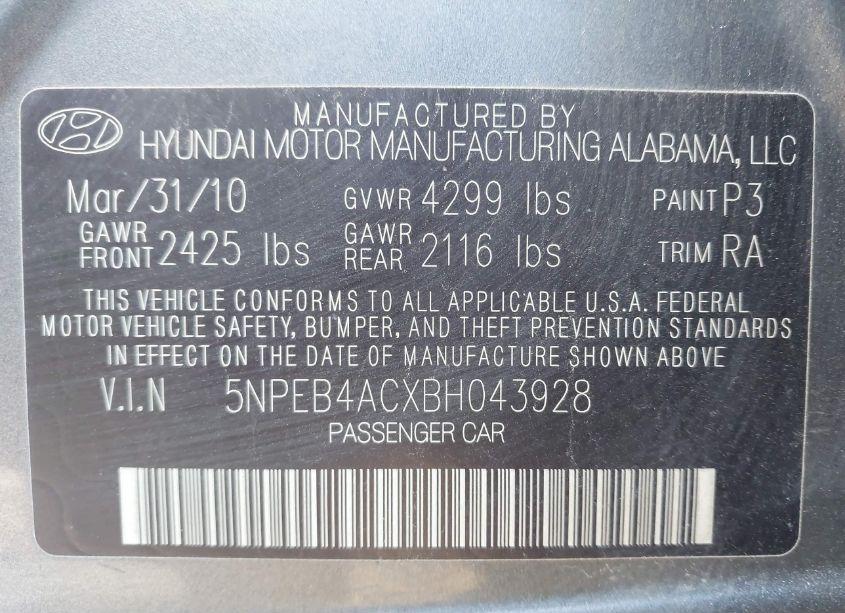 MANUFACTURED BY
HYUNDAI MOTOR MANUFACTURING ALABAMA, LLC
Mar/31/10 GVWR 4299 lbs PAINT P3
GAWR FRONT 2425 lbs GAWR REAR 2116 lbs TRIM RA
THIS VEHICLE CONFORMS TO ALL APPLICABLE U.S.A. FEDERAL
MOTOR VEHICLE SAFETY, BUMPER, AND THEFT PREVENTION STANDARDS
IN EFFECT ON THE DATE OF MANUFACTURE SHOWN ABOVE
V.I.N 5NPEB4ACXBH043928
PASSENGER CAR